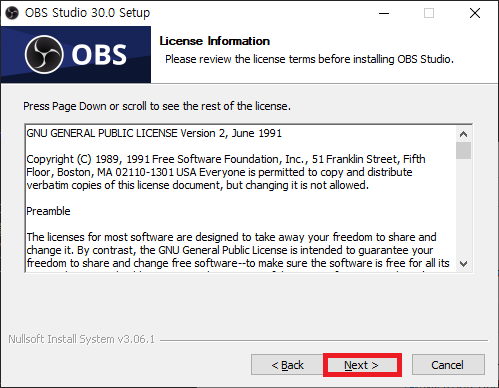 OBS Studio 30.0 Setup
OBS
License Information
Please review the license terms before installing OBS Studio.
Press Page Down or scroll to see the rest of the license.
GNU GENERAL PUBLIC LICENSE Version 2, June 1991
Copyright (C) 1989, 1991 Free Software Foundation, Inc., 51 Franklin Street, Fifth
Floor, Boston, MA 02110-1301 USA Everyone is permitted to copy and distribute
verbatim copies of this license document, but changing it is not allowed.
Preamble
The licenses for most software are designed to take away your freedom to share and
change it. By contrast, the GNU General Public License is intended to guarantee your
freedom to share and change free software--to make sure the software is free for all its
Nullsoft Install System v3.06.1
< Back
Next >
Cancel